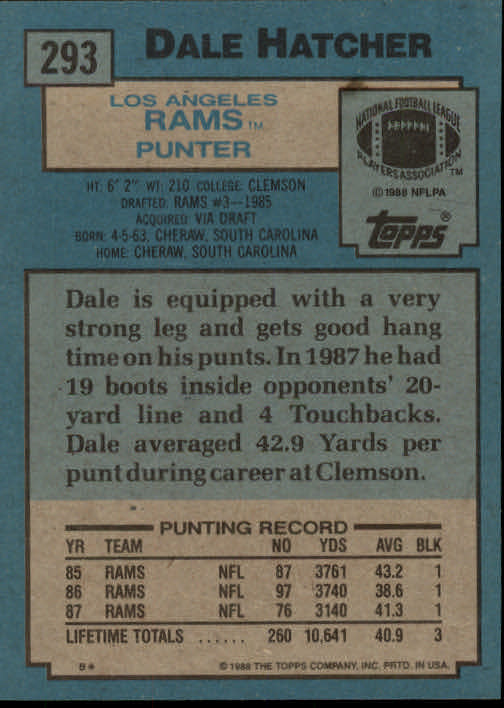 293
DALE HATCHER
LOS ANGELES
RAMS TM
PUNTER
NATIONAL FOOTBALL LEAGUE
PLAYERS ASSOCIATION TM
© 1988 NFLPA
topps®
HT: 6' 2" WT: 210 COLLEGE: CLEMSON
DRAFTED: RAMS #3—1985
ACQUIRED: VIA DRAFT
BORN: 4-5-63, CHERAW, SOUTH CAROLINA
HOME: CHERAW, SOUTH CAROLINA
Dale is equipped with a very
strong leg and gets good hang
time on his punts. In 1987 he had
19 boots inside opponents' 20-
yard line and 4 Touchbacks.
Dale averaged 42.9 Yards per
punt during career at Clemson.
PUNTING RECORD
YR TEAM NO YDS AVG BLK
85 RAMS NFL 87 3761 43.2 1
86 RAMS NFL 97 3740 38.6 1
87 RAMS NFL 76 3140 41.3 1
LIFETIME TOTALS ...... 260 10,641 40.9 3
B* © 1988 THE TOPPS COMPANY, INC. PRTD. IN USA.